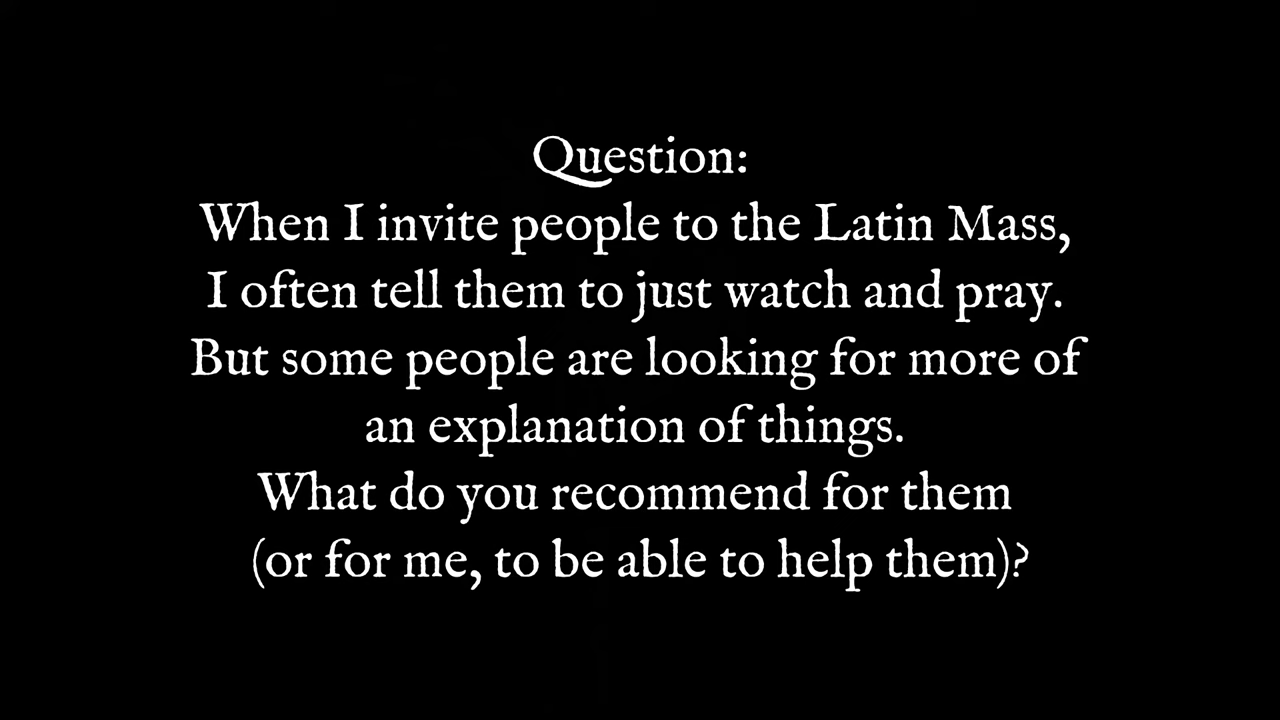 Question:
When I invite people to the Latin Mass,
I often tell them to just watch and pray.
But some people are looking for more of
an explanation of things.
What do you recommend for them
(or for me, to be able to help them)?